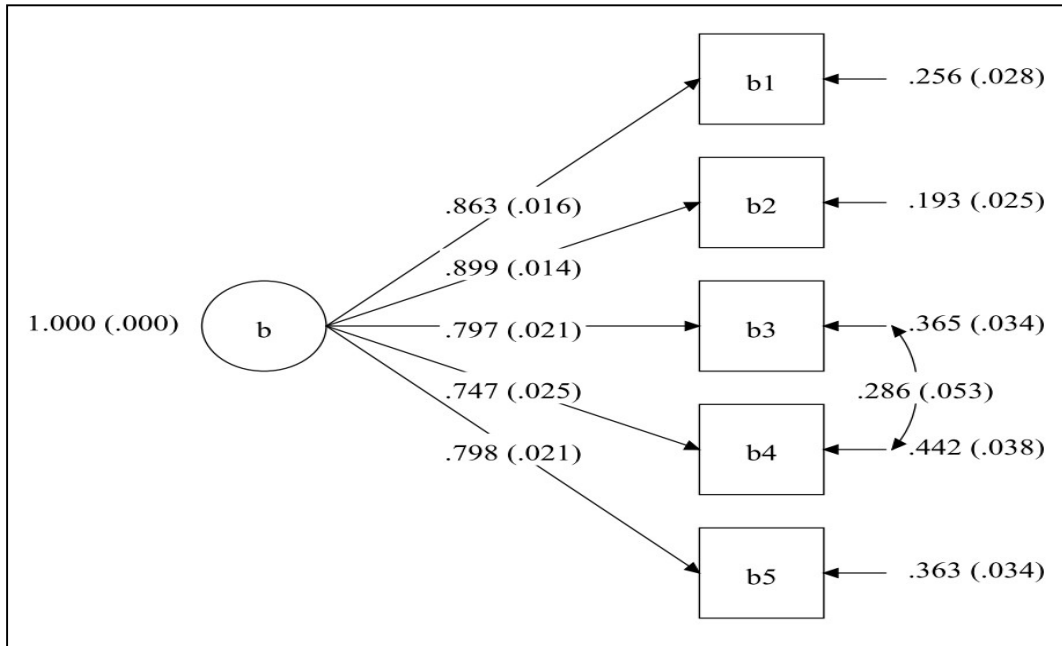 b1
.256 (.028)
b2
.193 (.025)
.863 (.016)
.899 (.014)
1.000 (.000)
b
.797 (.021)
b3
.365 (.034)
.747 (.025)
.286 (.053)
.798 (.021)
b4
.442 (.038)
b5
.363 (.034)